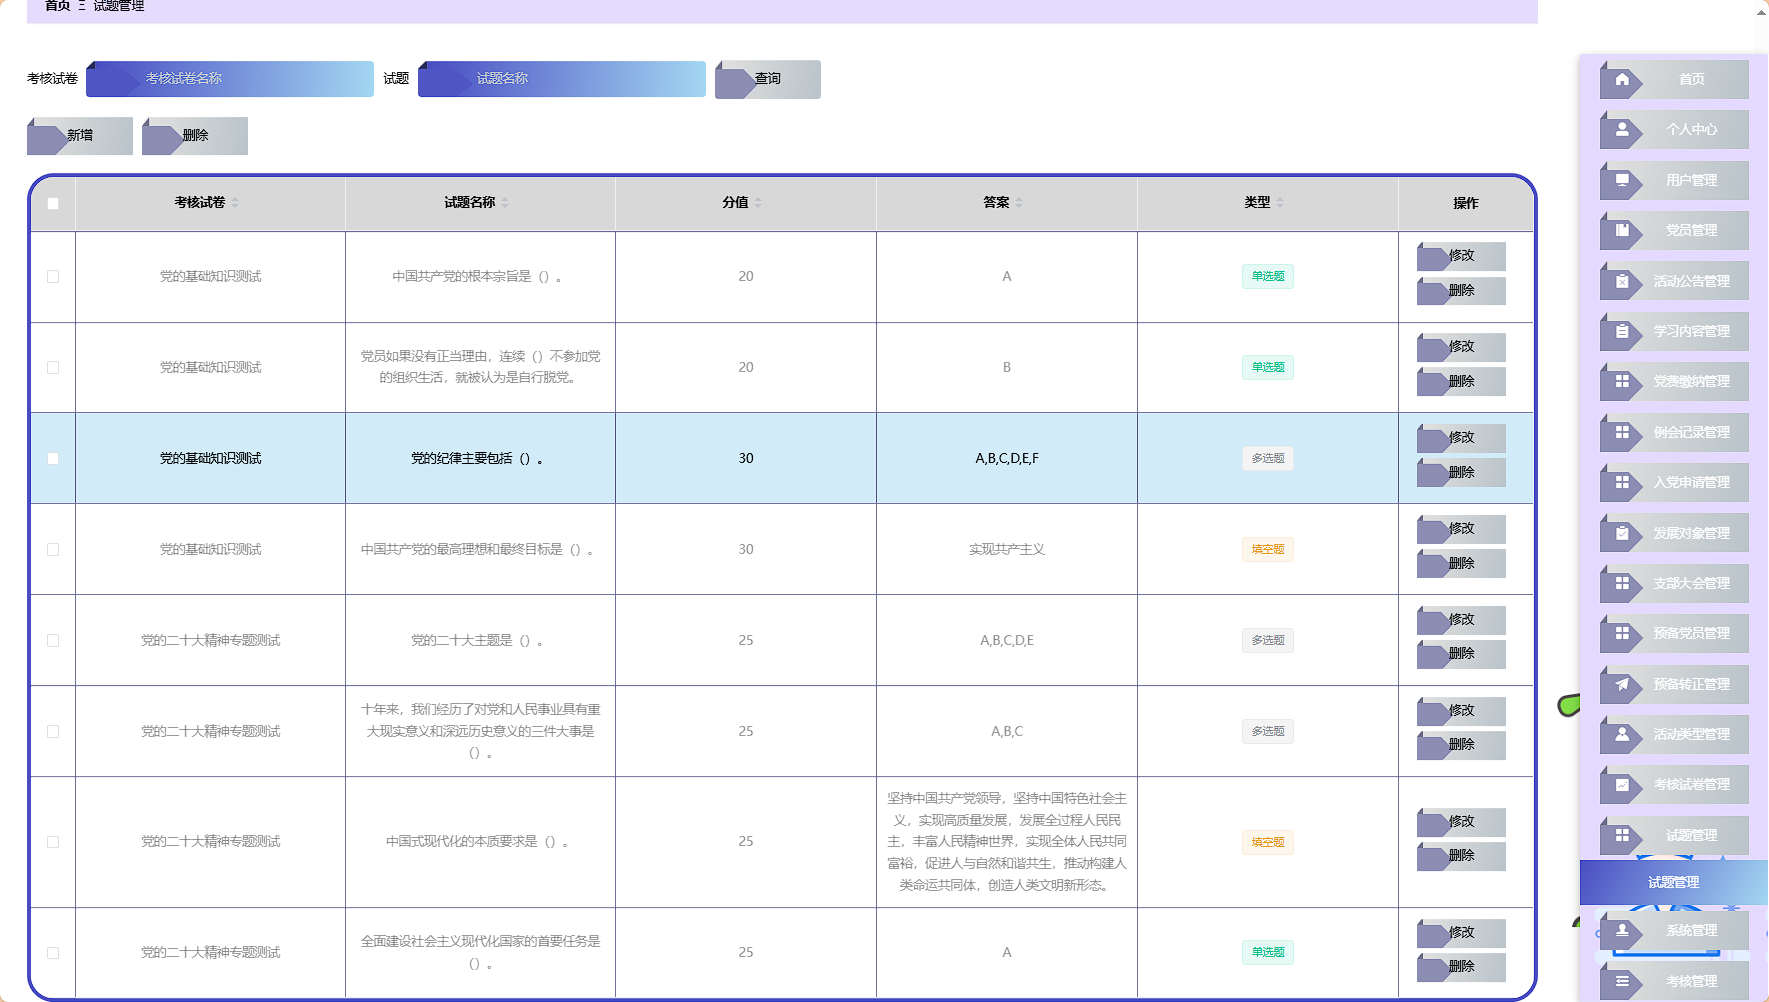 首页 Ξ 试题管理
考核试卷 考核试卷名称 试题 试题名称 查询
新增 删除
考核试卷 试题名称 分值 答案 类型 操作
党的基础知识测试 中国共产党的根本宗旨是（）。 20 A 单选题 修改 删除
党的基础知识测试 党员如果没有正当理由，连续（）不参加党
的组织生活，就被认为是自行脱党。 20 B 单选题 修改 删除
党的基础知识测试 党的纪律主要包括（）。 30 A,B,C,D,E,F 多选题 修改 删除
党的基础知识测试 中国共产党的最高理想和最终目标是（）。 30 实现共产主义 填空题 修改 删除
党的二十大精神专题测试 党的二十大主题是（）。 25 A,B,C,D,E 多选题 修改 删除
党的二十大精神专题测试 十年来，我们经历了对党和人民事业具有重
大现实意义和深远历史意义的三件大事是
（）。 25 A,B,C 多选题 修改 删除
党的二十大精神专题测试 中国式现代化的本质要求是（）。 25 坚持中国共产党领导，坚持中国特色社会主
义，实现高质量发展，发展全过程人民民
主，丰富人民精神世界，实现全体人民共同
富裕，促进人与自然和谐共生，推动构建人
类命运共同体，创造人类文明新形态。 填空题 修改 删除
党的二十大精神专题测试 全面建设社会主义现代化国家的首要任务是
（）。 25 A 单选题 修改 删除
首页
个人中心
用户管理
党员管理
活动公告管理
学习内容管理
党费缴纳管理
例会记录管理
入党申请管理
发展对象管理
支部大会管理
预备党员管理
预备转正管理
活动类型管理
考核试卷管理
试题管理
试题管理
系统管理
考核管理